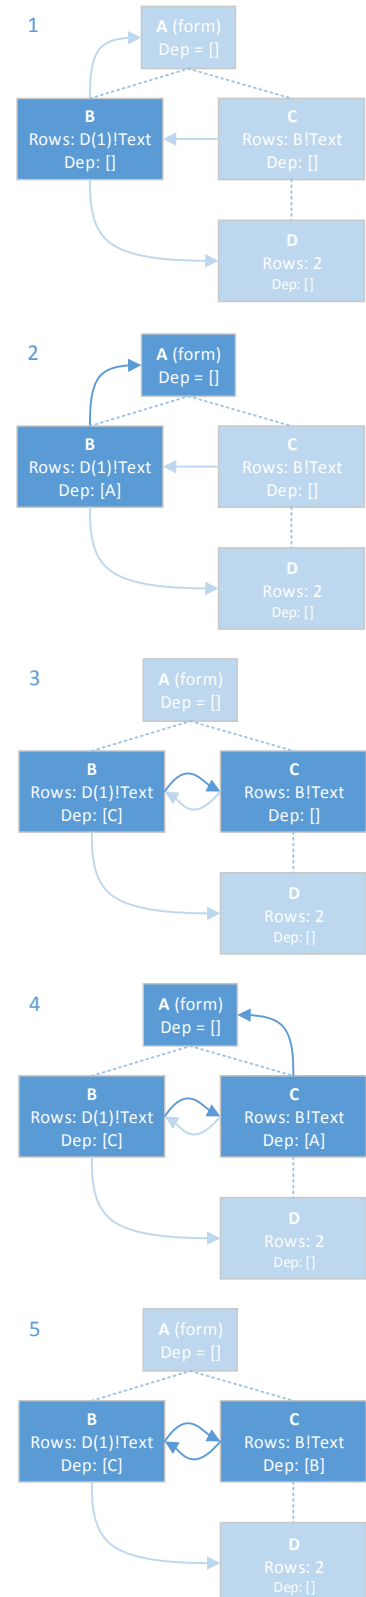 1
A (form)
Dep = []
B
Rows: D(1)!Text
Dep: []
C
Rows: B!Text
Dep: []
D
Rows: 2
Dep: []
2
A (form)
Dep = []
B
Rows: D(1)!Text
Dep: [A]
C
Rows: B!Text
Dep: []
D
Rows: 2
Dep: []
3
A (form)
Dep = []
B
Rows: D(1)!Text
Dep: [C]
C
Rows: B!Text
Dep: []
D
Rows: 2
Dep: []
4
A (form)
Dep = []
B
Rows: D(1)!Text
Dep: [C]
C
Rows: B!Text
Dep: [A]
D
Rows: 2
Dep: []
5
A (form)
Dep = []
B
Rows: D(1)!Text
Dep: [C]
C
Rows: B!Text
Dep: [B]
D
Rows: 2
Dep: []